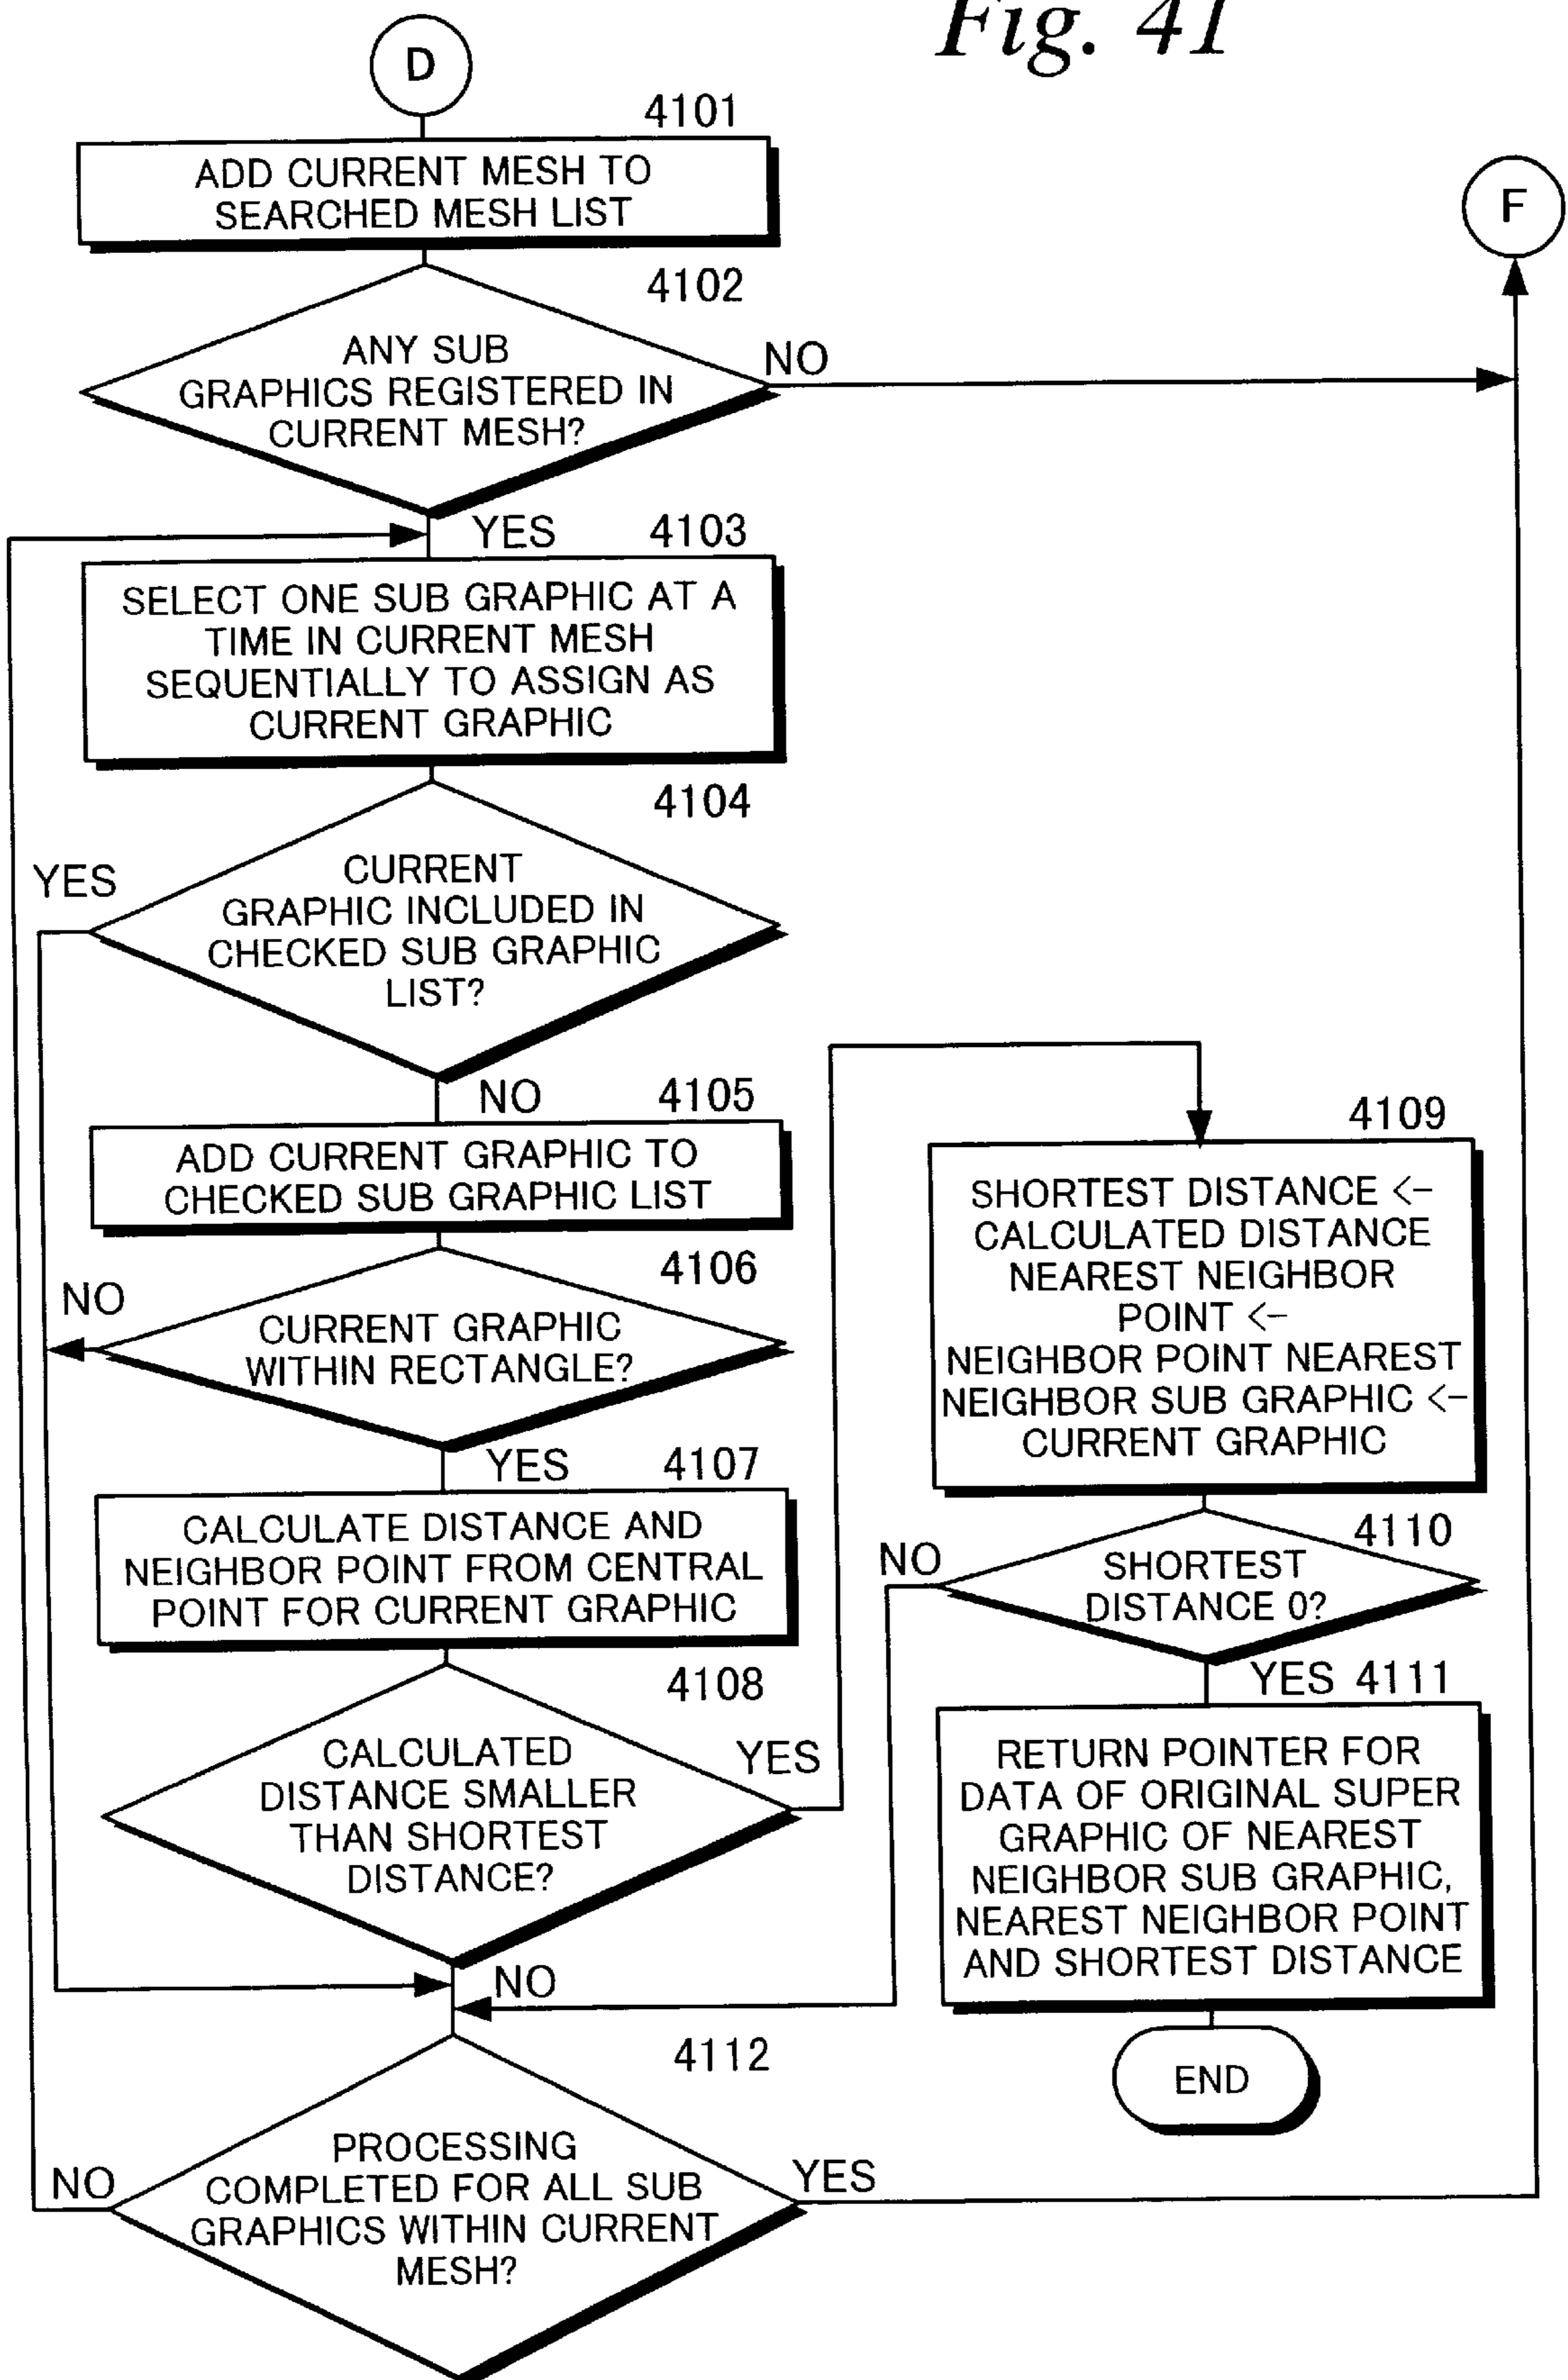 Fig. 41
D
4101
ADD CURRENT MESH TO
SEARCHED MESH LIST
F
4102
ANY SUB
GRAPHICS REGISTERED IN
CURRENT MESH?
NO
YES
4103
SELECT ONE SUB GRAPHIC AT A
TIME IN CURRENT MESH
SEQUENTIALLY TO ASSIGN AS
CURRENT GRAPHIC
4104
YES
CURRENT
GRAPHIC INCLUDED IN
CHECKED SUB GRAPHIC
LIST?
NO
4105
ADD CURRENT GRAPHIC TO
CHECKED SUB GRAPHIC LIST
4106
NO
CURRENT GRAPHIC
WITHIN RECTANGLE?
YES
4107
CALCULATE DISTANCE AND
NEIGHBOR POINT FROM CENTRAL
POINT FOR CURRENT GRAPHIC
4108
CALCULATED
DISTANCE SMALLER
THAN SHORTEST
DISTANCE?
YES
NO
4109
SHORTEST DISTANCE <-
CALCULATED DISTANCE
NEAREST NEIGHBOR
POINT <-
NEIGHBOR POINT NEAREST
NEIGHBOR SUB GRAPHIC <-
CURRENT GRAPHIC
4110
NO
SHORTEST
DISTANCE 0?
YES
4111
RETURN POINTER FOR
DATA OF ORIGINAL SUPER
GRAPHIC OF NEAREST
NEIGHBOR SUB GRAPHIC,
NEAREST NEIGHBOR POINT
AND SHORTEST DISTANCE
END
4112
NO
PROCESSING
COMPLETED FOR ALL SUB
GRAPHICS WITHIN CURRENT
MESH?
YES